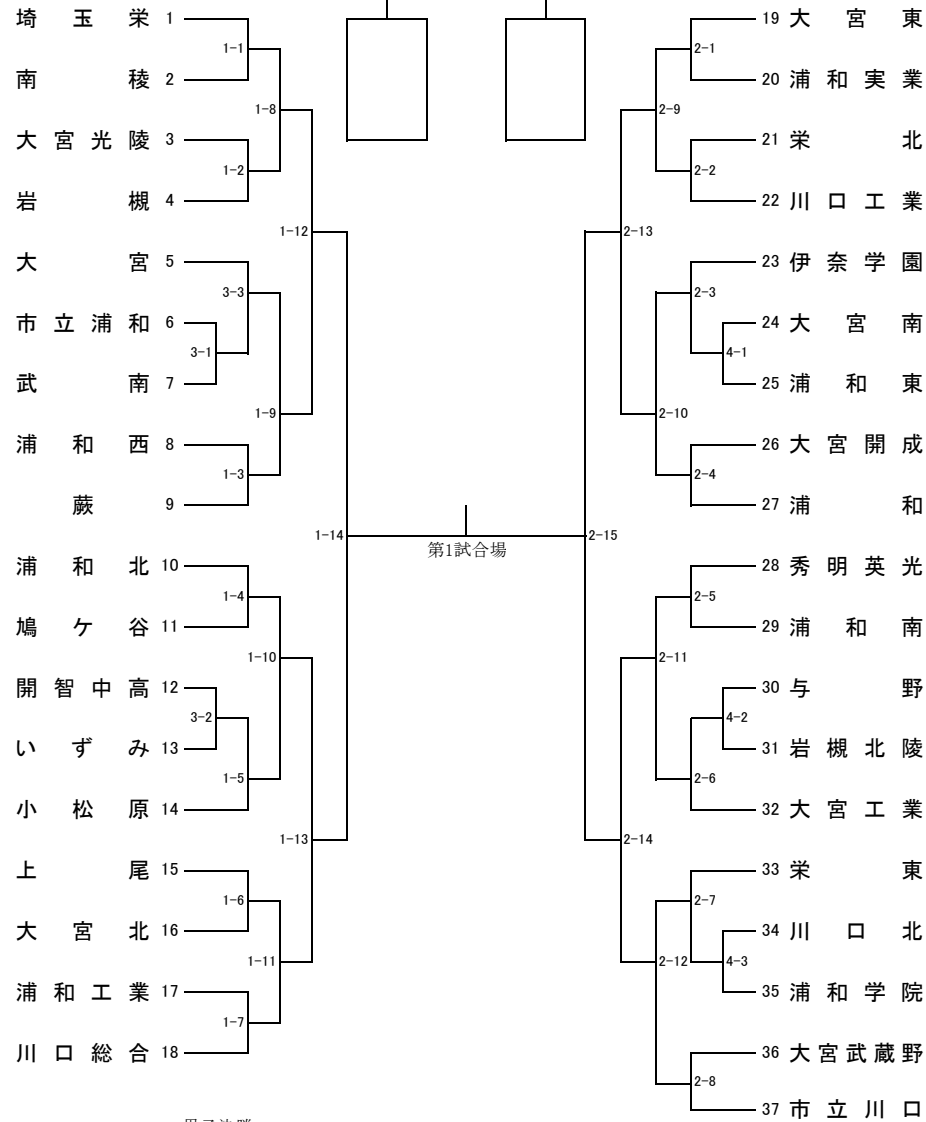 埼玉栄 1
1-1
南稜 2
1-8
大宮光陵 3
1-2
岩槻 4
1-12
大宮 5
3-3
市立浦和 6
3-1
武南 7
1-9
浦和西 8
1-3
蕨 9
1-14
浦和北 10
1-4
鳩ケ谷 11
1-10
開智中高 12
3-2
いずみ 13
1-5
小松原 14
1-13
上尾 15
1-6
大宮北 16
1-11
浦和工業 17
1-7
川口総合 18
第1試合場
19 大宮東
2-1
20 浦和実業
2-9
21 栄北
2-2
22 川口工業
2-13
23 伊奈学園
2-3
24 大宮南
4-1
25 浦和東
2-10
26 大宮開成
2-4
27 浦和
2-15
28 秀明英光
2-5
29 浦和南
2-11
30 与野
4-2
31 岩槻北陵
2-6
32 大宮工業
2-14
33 栄東
2-7
34 川口北
2-12
4-3
35 浦和学院
36 大宮武蔵野
2-8
37 市立川口